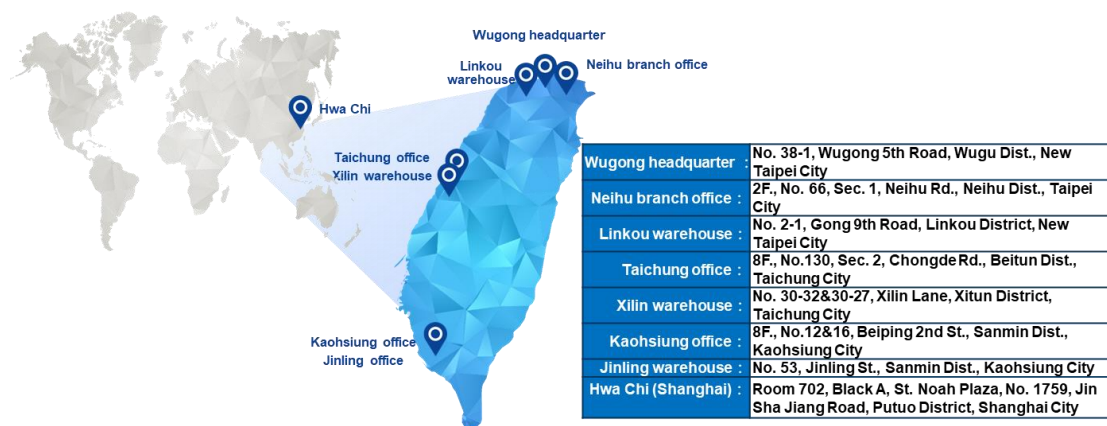 Wugong headquarter
Linkou
warehouse
Neihu branch office
Hwa Chi
Taichung office
Xilin warehouse
Kaohsiung office
Jinling office
Wugong headquarter :
No. 38-1, Wugong 5th Road, Wugu Dist., New
Taipei City
Neihu branch office :
2F., No. 66, Sec. 1, Neihu Rd., Neihu Dist., Taipei
City
Linkou warehouse :
No. 2-1, Gong 9th Road, Linkou District, New
Taipei City
Taichung office :
8F., No.130, Sec. 2, Chongde Rd., Beitun Dist.,
Taichung City
Xilin warehouse :
No. 30-32&30-27, Xilin Lane, Xitun District,
Taichung City
Kaohsiung office :
8F., No.12&16, Beiping 2nd St., Sanmin Dist.,
Kaohsiung City
Jinling warehouse :
No. 53, Jinling St., Sanmin Dist., Kaohsiung City
Hwa Chi (Shanghai) :
Room 702, Black A, St. Noah Plaza, No. 1759, Jin
Sha Jiang Road, Putuo District, Shanghai City